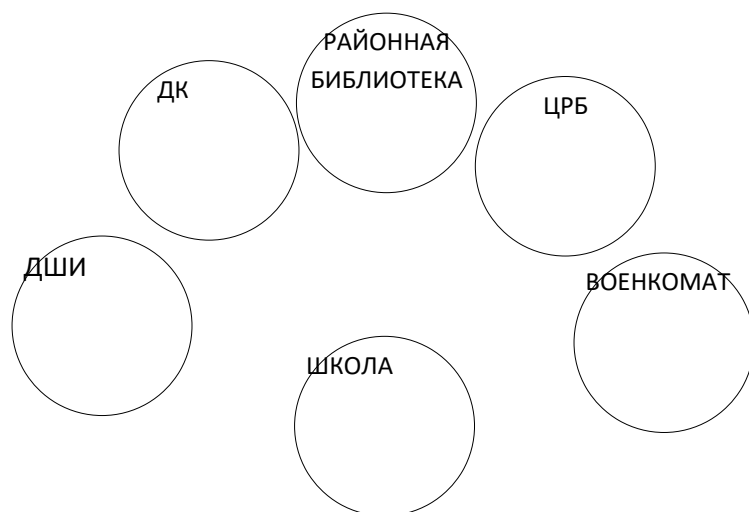 РАЙОННАЯ
БИБЛИОТЕКА
ДК
ЦРБ
ДШИ
ВОЕНКОМАТ
ШКОЛА